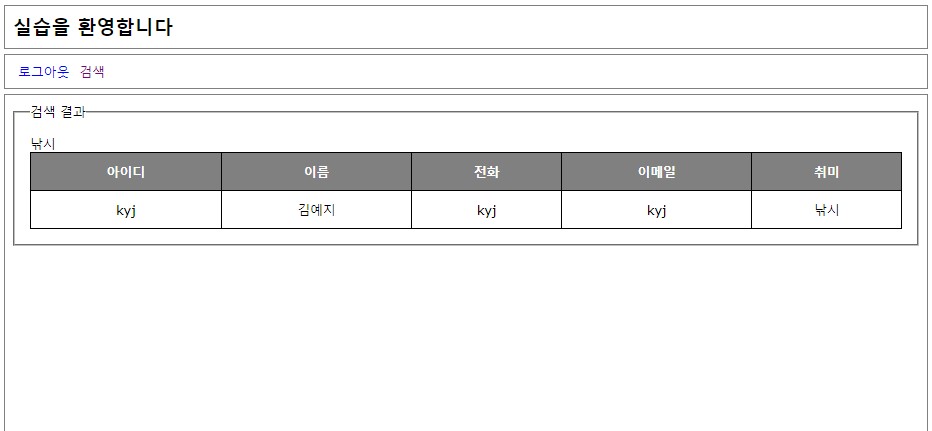 실습을 환영합니다
로그아웃 검색
검색 결과
낚시
아이디 이름 전화 이메일 취미
kyj 김예지 kyj kyj 낚시